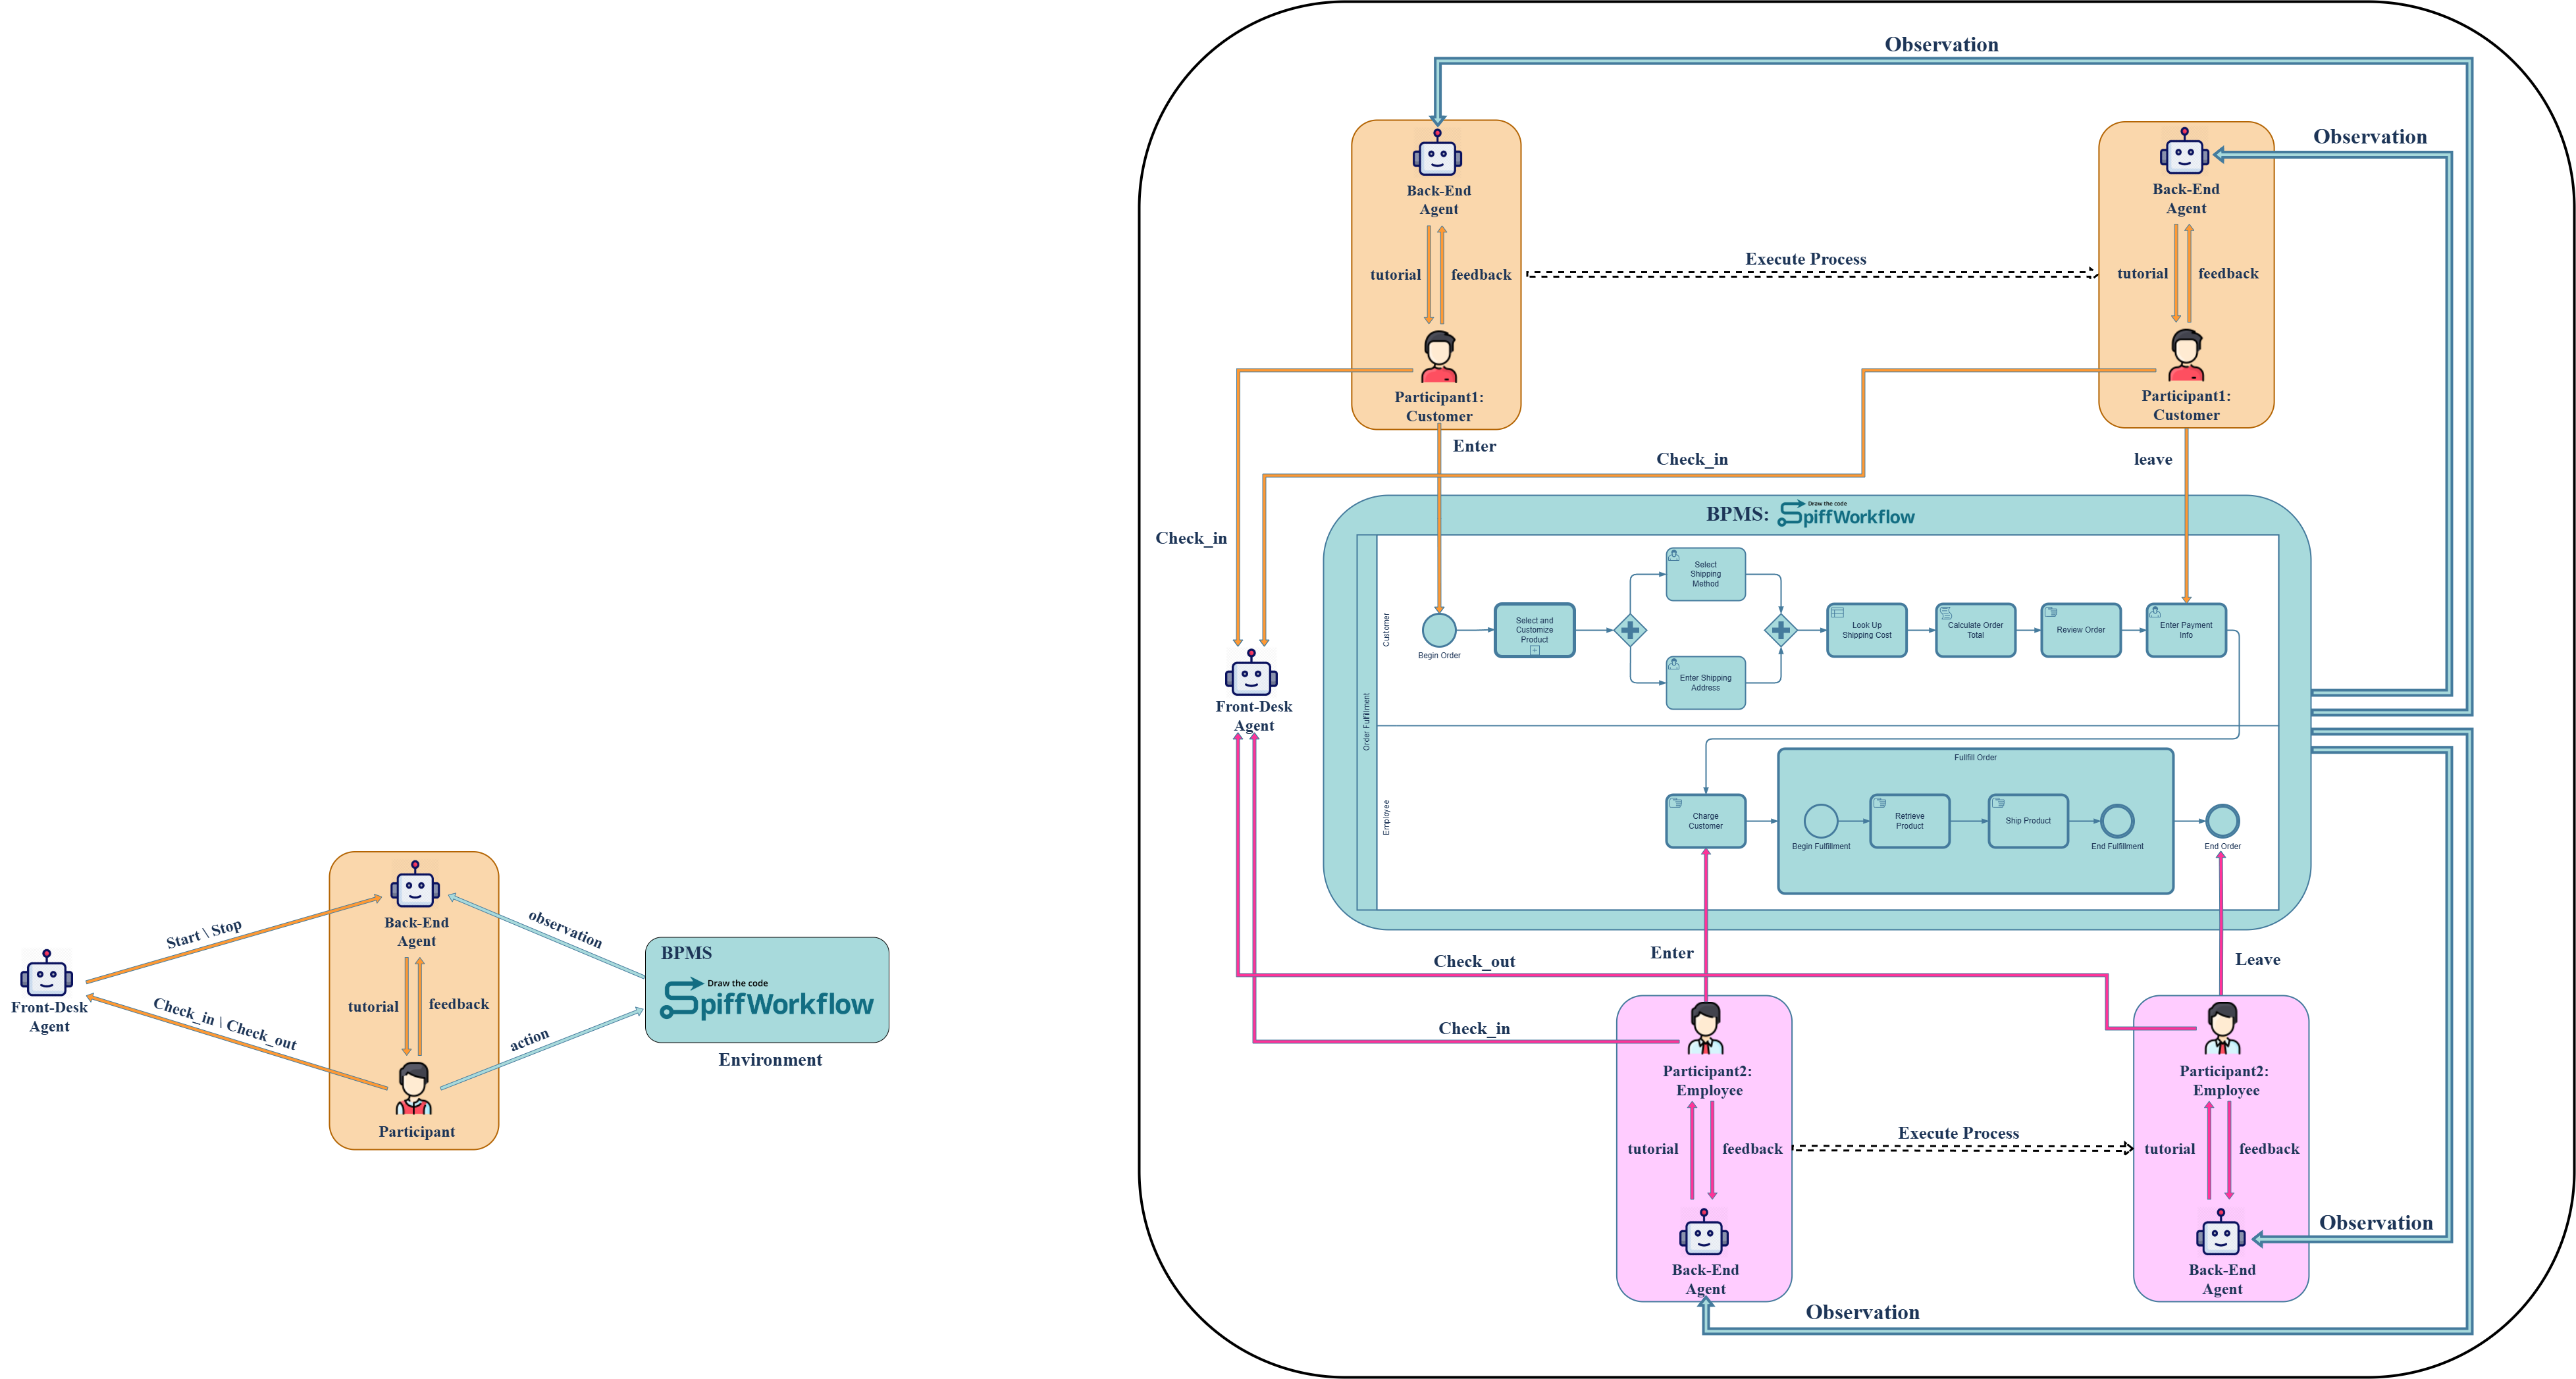 Front-Desk
Agent
Start \ Stop
Check_in | Check_out
Back-End
Agent
tutorial
feedback
Participant
observation
action
BPMS
Draw the code
SpiffWorkflow
Environment
Observation
Back-End
Agent
tutorial
feedback
Participant1:
Customer
Execute Process
Observation
Back-End
Agent
tutorial
feedback
Participant1:
Customer
Enter
Check_in
leave
Check_in
Front-Desk
Agent
BPMS:
Draw the code
SpiffWorkflow
Order Fulfillment
Customer
Begin Order
Select and
Customize
Product
Select
Shipping
Method
Enter Shipping
Address
Look Up
Shipping Cost
Calculate Order
Total
Review Order
Enter Payment
Info
Employee
Charge
Customer
Fullfill Order
Begin Fulfillment
Retrieve
Product
Ship Product
End Fulfillment
End Order
Enter
Check_out
Leave
Check_in
Participant2:
Employee
tutorial
feedback
Back-End
Agent
Execute Process
Participant2:
Employee
tutorial
feedback
Back-End
Agent
Observation
Observation